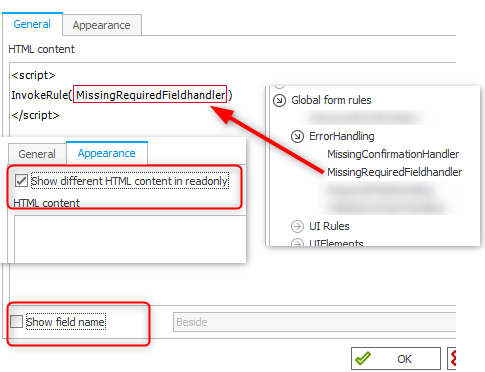 General Appearance
HTML content
<script>
InvokeRule( MissingRequiredFieldhandler )
</script>
Global form rules
ErrorHandling
MissingConfirmationHandler
MissingRequiredFieldhandler
UI Rules
UIElements
General Appearance
Show different HTML content in readonly
HTML content
Show field name
Beside
OK